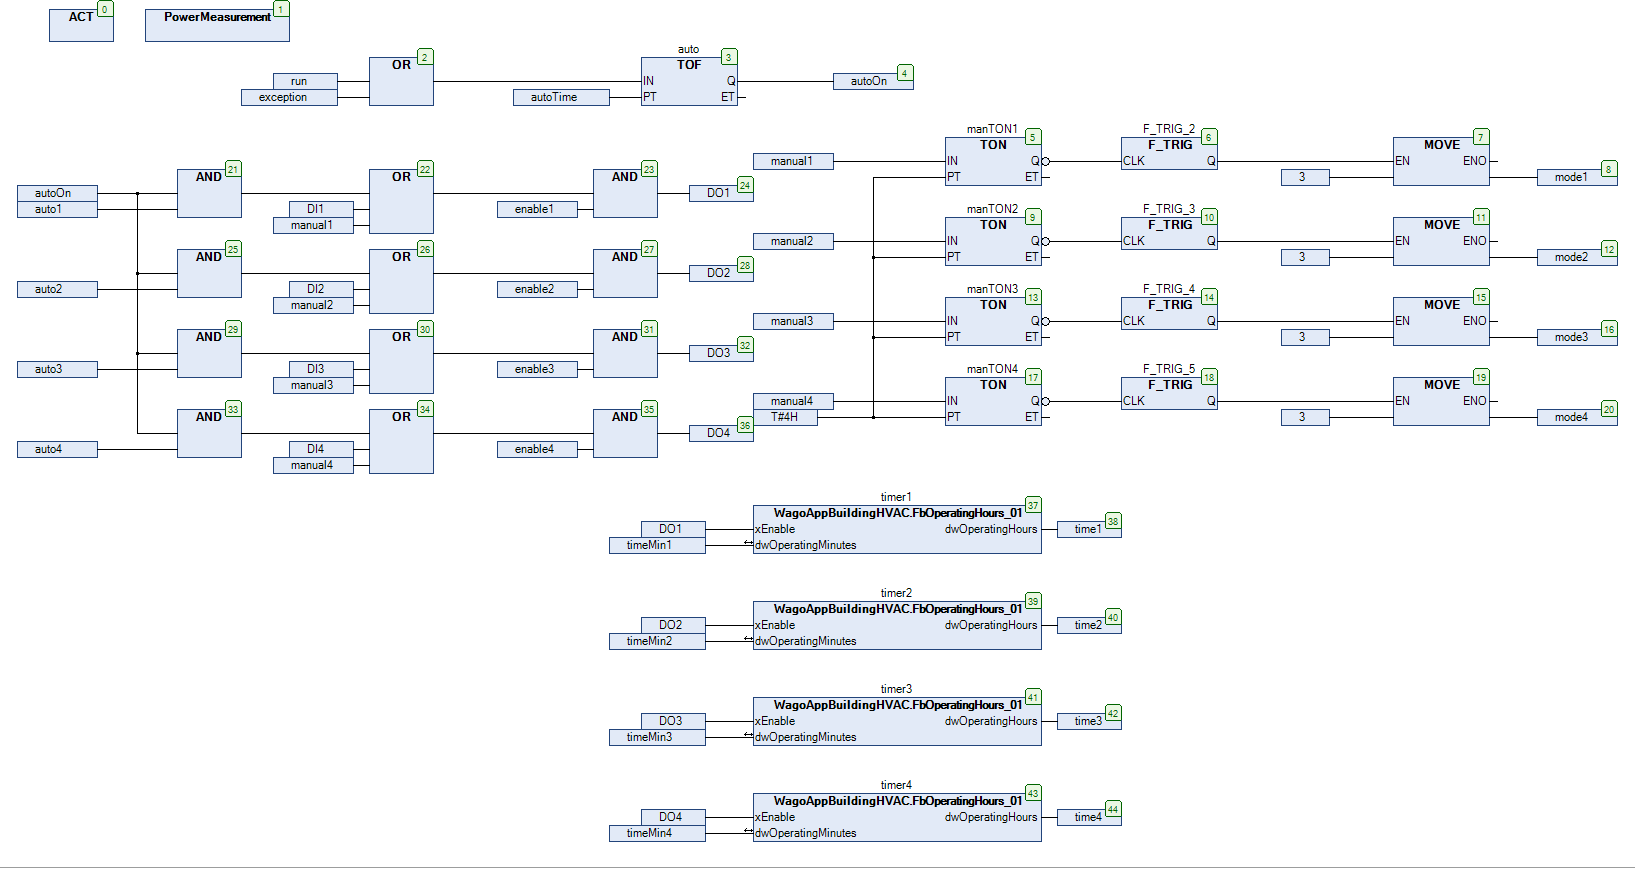 ACT 0
PowerMeasurement 1
auto
OR 2
TOF 3
run
IN Q
autoOn 4
exception
autoTime
PT ET
manTON1
F_TRIG_2
TON 5
F_TRIG 6
MOVE 7
manual1
IN Q
CLK Q
EN ENO
PT ET
3
mode1 8
AND 21
OR 22
AND 23
autoOn
DO1 24
auto1
DI1
enable1
manual1
manTON2
F_TRIG_3
TON 9
F_TRIG 10
MOVE 11
manual2
IN Q
CLK Q
EN ENO
PT ET
3
mode2 12
AND 25
OR 26
AND 27
DO2 28
auto2
DI2
enable2
manual2
manTON3
F_TRIG_4
TON 13
F_TRIG 14
MOVE 15
manual3
IN Q
CLK Q
EN ENO
PT ET
3
mode3 16
AND 29
OR 30
AND 31
DO3 32
auto3
DI3
enable3
manual3
manTON4
F_TRIG_5
TON 17
F_TRIG 18
MOVE 19
manual4
IN Q
CLK Q
EN ENO
T#4H
PT ET
3
mode4 20
AND 33
OR 34
AND 35
DO4 36
auto4
DI4
enable4
manual4
timer1
WagoAppBuildingHVAC.FbOperatingHours_01 37
DO1
xEnable dwOperatingHours
time1 38
timeMin1
dwOperatingMinutes
timer2
WagoAppBuildingHVAC.FbOperatingHours_01 39
DO2
xEnable dwOperatingHours
time2 40
timeMin2
dwOperatingMinutes
timer3
WagoAppBuildingHVAC.FbOperatingHours_01 41
DO3
xEnable dwOperatingHours
time3 42
timeMin3
dwOperatingMinutes
timer4
WagoAppBuildingHVAC.FbOperatingHours_01 43
DO4
xEnable dwOperatingHours
time4 44
timeMin4
dwOperatingMinutes